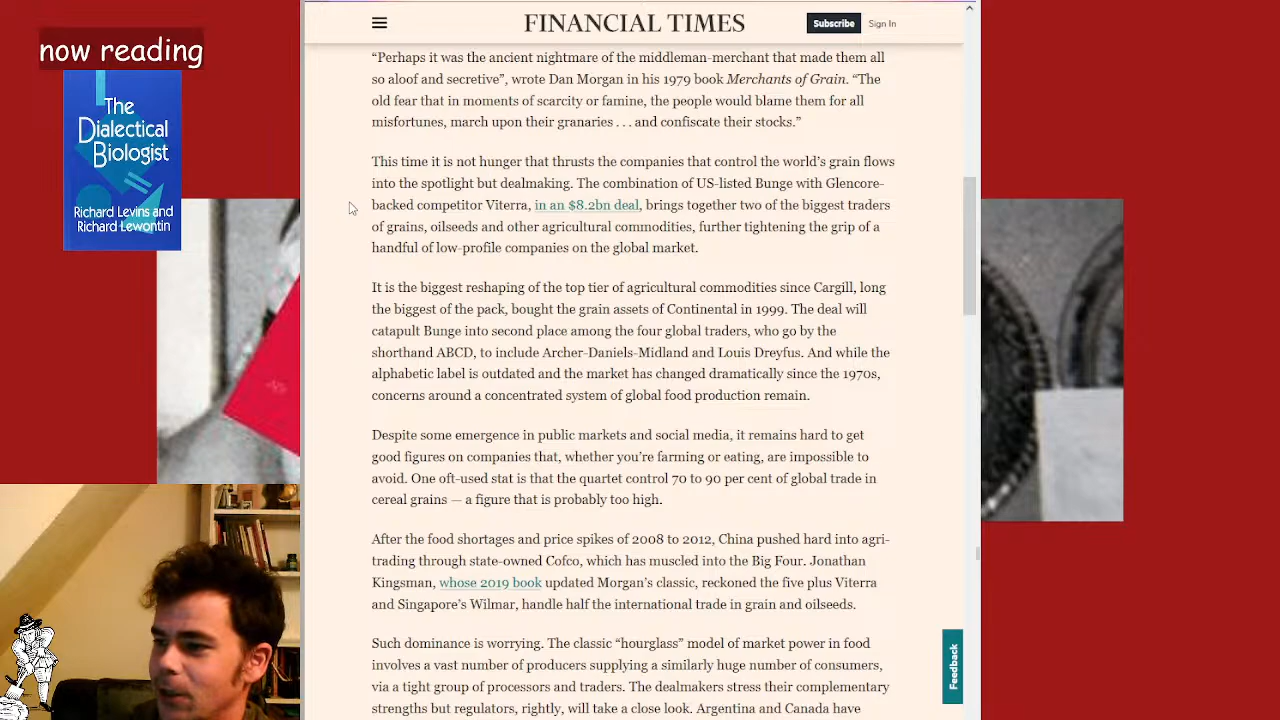 now reading
The
Dialectical
Biologist
Richard Levins and
Richard Lewontin
FINANCIAL TIMES
Subscribe
Sign In
“Perhaps it was the ancient nightmare of the middleman-merchant that made them all
so aloof and secretive”, wrote Dan Morgan in his 1979 book Merchants of Grain. “The
old fear that in moments of scarcity or famine, the people would blame them for all
misfortunes, march upon their granaries . . . and confiscate their stocks.”
This time it is not hunger that thrusts the companies that control the world’s grain flows
into the spotlight but dealmaking. The combination of US-listed Bunge with Glencore-
backed competitor Viterra, in an $8.2bn deal, brings together two of the biggest traders
of grains, oilseeds and other agricultural commodities, further tightening the grip of a
handful of low-profile companies on the global market.
It is the biggest reshaping of the top tier of agricultural commodities since Cargill, long
the biggest of the pack, bought the grain assets of Continental in 1999. The deal will
catapult Bunge into second place among the four global traders, who go by the
shorthand ABCD, to include Archer-Daniels-Midland and Louis Dreyfus. And while the
alphabetic label is outdated and the market has changed dramatically since the 1970s,
concerns around a concentrated system of global food production remain.
Despite some emergence in public markets and social media, it remains hard to get
good figures on companies that, whether you’re farming or eating, are impossible to
avoid. One oft-used stat is that the quartet control 70 to 90 per cent of global trade in
cereal grains — a figure that is probably too high.
After the food shortages and price spikes of 2008 to 2012, China pushed hard into agri-
trading through state-owned Cofco, which has muscled into the Big Four. Jonathan
Kingsman, whose 2019 book updated Morgan’s classic, reckoned the five plus Viterra
and Singapore’s Wilmar, handle half the international trade in grain and oilseeds.
Such dominance is worrying. The classic “hourglass” model of market power in food
involves a vast number of producers supplying a similarly huge number of consumers,
via a tight group of processors and traders. The dealmakers stress their complementary
strengths but regulators, rightly, will take a close look. Argentina and Canada have
Feedback